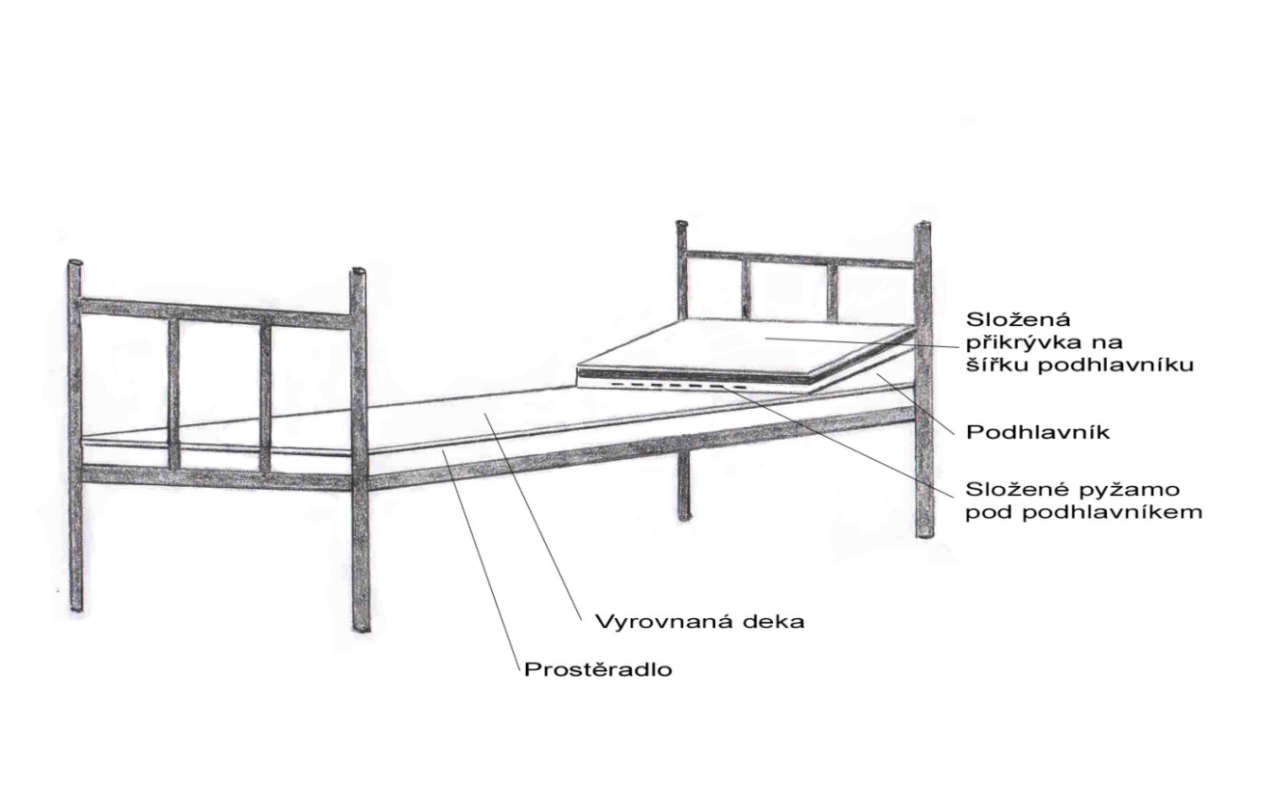 Složená
přikrývka na
šířku podhlavníku
Podhlavník
Složené pyžamo
pod podhlavníkem
Vyrovnaná deka
Prostěradlo